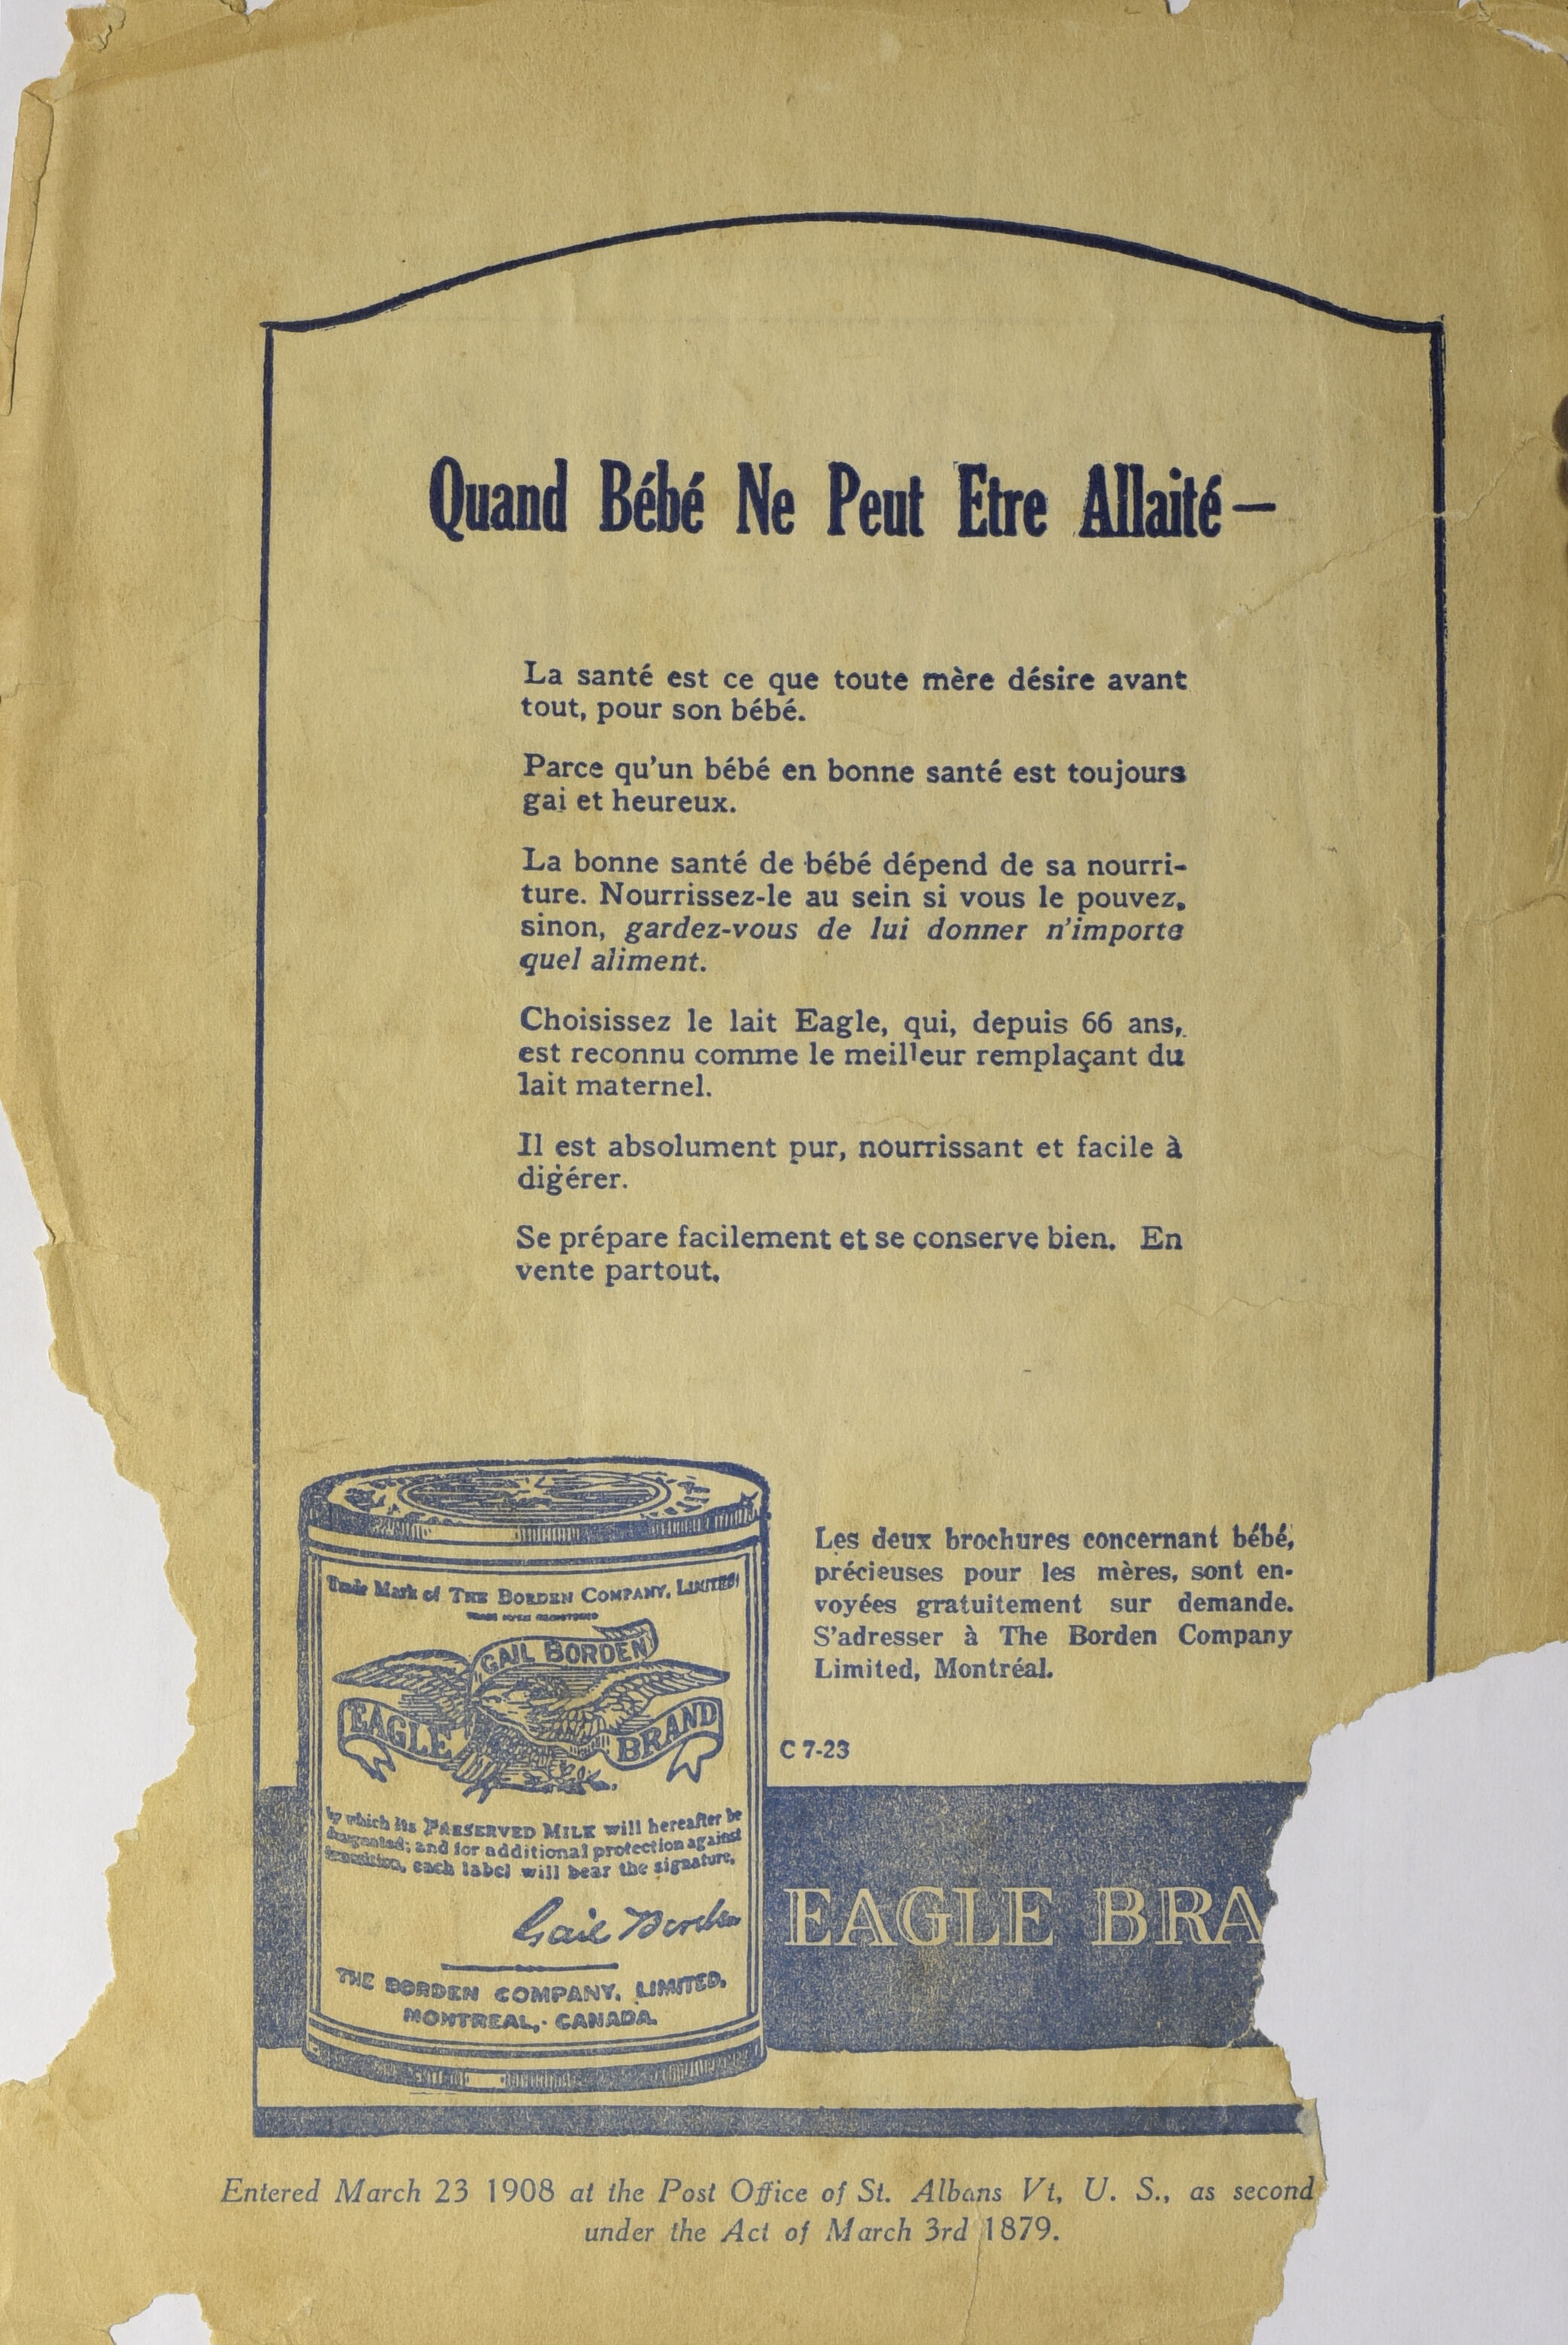 Quand Bébé Ne Peut Etre Allaité —
La santé est ce que toute mère désire avant
tout, pour son bébé.
Parce qu'un bébé en bonne santé est toujours
gai et heureux.
La bonne santé de bébé dépend de sa nourri-
ture. Nourrissez-le au sein si vous le pouvez,
sinon, gardez-vous de lui donner n'importe
quel aliment.
Choisissez le lait Eagle, qui, depuis 66 ans,
est reconnu comme le meilleur remplaçant du
lait maternel.
Il est absolument pur, nourrissant et facile à
digérer.
Se prépare facilement et se conserve bien. En
vente partout.
Les deux brochures concernant bébé,
précieuses pour les mères, sont en-
voyées gratuitement sur demande.
S'adresser à The Borden Company
Limited, Montréal.
C 7-23
Trade Mark of THE BORDEN COMPANY, LIMITED
GAIL BORDEN
EAGLE BRAND
by which its PRESERVED MILK will hereafter be
and for additional protection against
each label will bear the signature,
Gail Borden
THE BORDEN COMPANY, LIMITED,
MONTREAL, CANADA.
EAGLE BRA
Entered March 23 1908 at the Post Office of St. Albans Vt, U. S., as second
under the Act of March 3rd 1879.